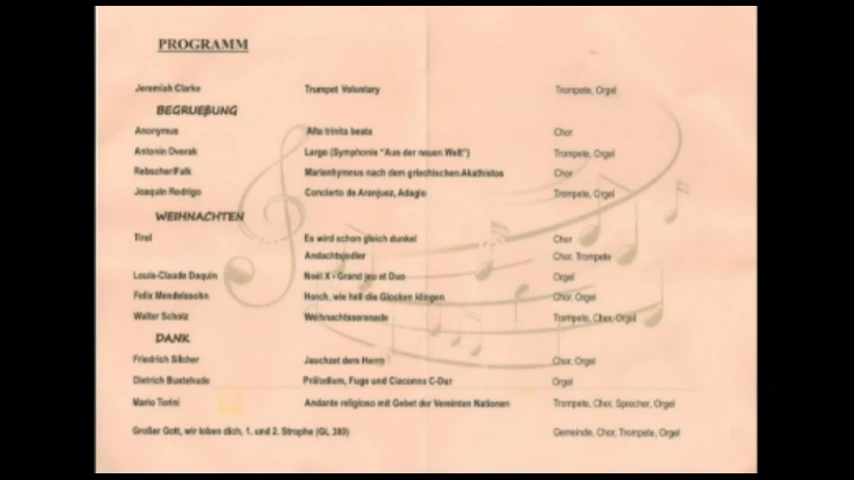 PROGRAMM
Jeremiah Clarke Trumpet Voluntary Trompete, Orgel
BEGRUEßUNG
Anonymus Alta trinita beata Chor
Antonin Dvorak Largo (Symphonie "Aus der neuen Welt") Trompete, Orgel
Rebscher/Falk Marienhymnus nach dem griechischen Akathistos Chor
Joaquin Rodrigo Concierto de Aranjuez, Adagio Trompete, Orgel
WEIHNACHTEN
Tirol Es wird schon gleich dunkel Chor
Andachtsjodler Chor, Trompete
Louis-Claude Daquin Noël X - Grand jeu et Duo Orgel
Felix Mendelssohn Horch, wie hell die Glocken klingen Chor, Orgel
Walter Scholz Weihnachtsserenade Trompete, Chor, Orgel
DANK
Friedrich Silcher Jauchzet dem Herrn Chor, Orgel
Dietrich Buxtehude Präludium, Fuge und Ciaconna C-Dur Orgel
Mario Torini Andante religioso mit Gebet der Vereinten Nationen Trompete, Chor, Sprecher, Orgel
Großer Gott, wir loben dich, 1. und 2. Strophe (GL 380) Gemeinde, Chor, Trompete, Orgel